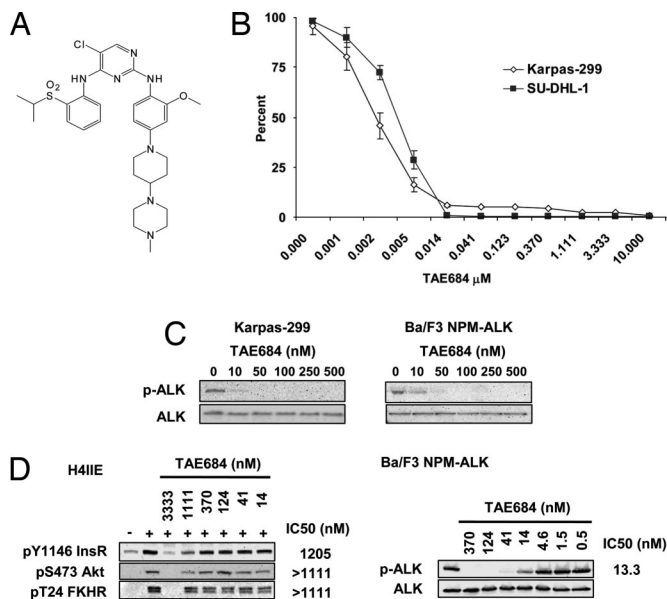 A
Cl
N
N
NH
NH
O2
S
O
N
N
N
B
100
75
50
25
0
Percent
Karpas-299
SU-DHL-1
0.000 0.001 0.002 0.005 0.014 0.041 0.123 0.370 1.111 3.333 10.000
TAE684 μM
C
Karpas-299
TAE684 (nM)
0 10 50 100 250 500
p-ALK
ALK
Ba/F3 NPM-ALK
TAE684 (nM)
0 10 50 100 250 500
D
H4IIE
TAE684 (nM)
3333 1111 370 124 41 14
- + + + + + + + IC50 (nM)
pY1146 InsR 1205
pS473 Akt >1111
pT24 FKHR >1111
Ba/F3 NPM-ALK
TAE684 (nM)
370 124 41 14 4.6 1.5 0.5 IC50 (nM)
p-ALK 13.3
ALK